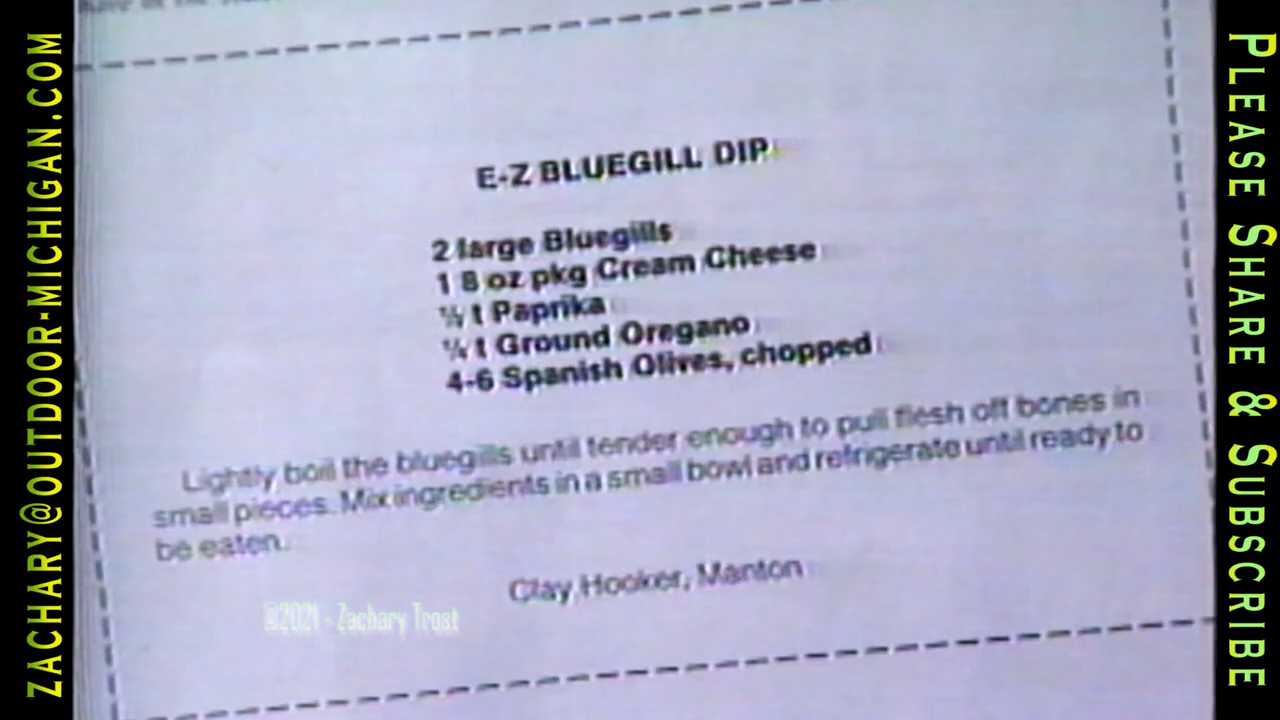 E-Z BLUEGILL DIP
2 large Bluegills
1 8 oz pkg Cream Cheese
½ t Paprika
¼ t Ground Oregano
4-6 Spanish Olives, chopped
Lightly boil the bluegills until tender enough to pull flesh off bones in
small pieces. Mix ingredients in a small bowl and refrigerate until ready to
be eaten.
Clay Hooker, Manton
©2021 - Zachary Trost
ZACHARY@OUTDOOR-MICHIGAN.COM
PLEASE SHARE & SUBSCRIBE